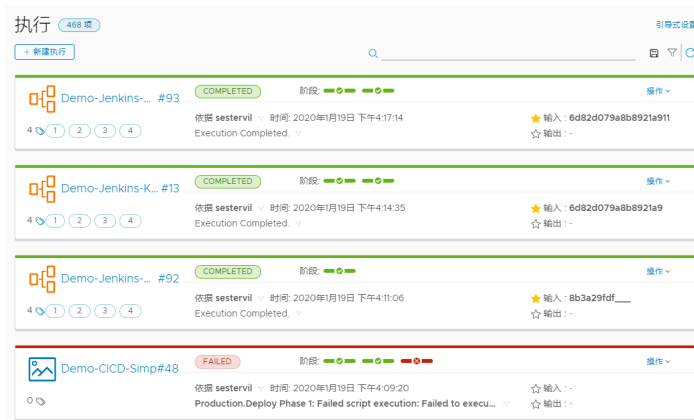 执行 468 项
引导式设置
+ 新建执行
Demo-Jenkins-... #93
COMPLETED 阶段: 操作
依据 sestervil 时间: 2020年1月19日 下午4:17:14
Execution Completed.
输入 : 6d82d079a8b8921a911
输出 : -
4 1 2 3 4
Demo-Jenkins-K... #13
COMPLETED 阶段: 操作
依据 sestervil 时间: 2020年1月19日 下午4:14:35
Execution Completed.
输入 : 6d82d079a8b8921a9
输出 : -
4 1 2 3 4
Demo-Jenkins-... #92
COMPLETED 阶段: 操作
依据 sestervil 时间: 2020年1月19日 下午4:11:06
Execution Completed.
输入 : 8b3a29fdf___
输出 : -
4 1 2 3 4
Demo-CICD-Simp#48
FAILED 阶段: 操作
依据 sestervil 时间: 2020年1月19日 下午4:09:20
Production.Deploy Phase 1: Failed script execution: Failed to execu...
输入 : -
输出 : -
0